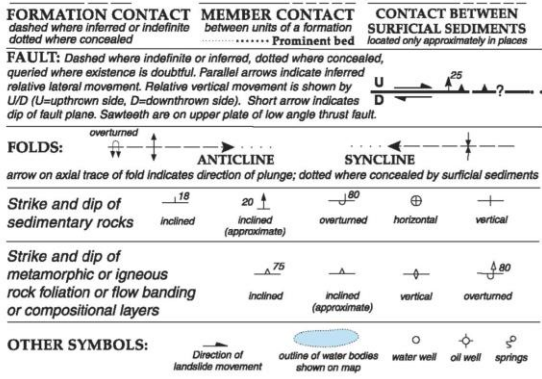 FORMATION CONTACT
dashed where inferred or indefinite
dotted where concealed
MEMBER CONTACT
between units of a formation
Prominent bed
CONTACT BETWEEN
SURFICIAL SEDIMENTS
located only approximately in places
FAULT: Dashed where indefinite or inferred, dotted where concealed,
queried where existence is doubtful. Parallel arrows indicate inferred
relative lateral movement. Relative vertical movement is shown by
U/D (U=upthrown side, D=downthrown side). Short arrow indicates
dip of fault plane. Sawteeth are on upper plate of low angle thrust fault.
U
D
25
?
overturned
FOLDS:
ANTICLINE
SYNCLINE
arrow on axial trace of fold indicates direction of plunge; dotted where concealed by surficial sediments
Strike and dip of
sedimentary rocks
18
inclined
20
inclined
(approximate)
80
overturned
horizontal
vertical
Strike and dip of
metamorphic or igneous
rock foliation or flow banding
or compositional layers
75
inclined
inclined
(approximate)
vertical
80
overturned
OTHER SYMBOLS:
Direction of
landslide movement
outline of water bodies
shown on map
water well
oil well
springs